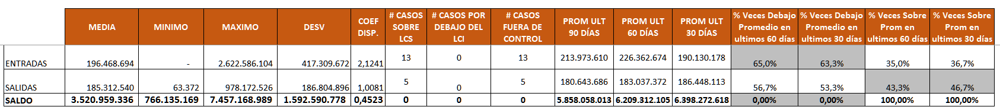 MEDIA MINIMO MAXIMO DESV COEF DISP. # CASOS SOBRE LCS # CASOS POR DEBAJO DEL LCI # CASOS FUERA DE CONTROL PROM ULT 90 DÍAS PROM ULT 60 DÍAS PROM ULT 30 DÍAS % Veces Debajo Promedio en ultimos 60 días % Veces Debajo Promedio en ultimos 30 días % Veces Sobre Prom en ultimos 60 días % Veces Sobre Prom en ultimos 30 días
ENTRADAS 196.468.694 - 2.622.586.104 417.309.672 2,1241 13 0 13 213.973.610 226.362.674 190.130.178 65,0% 63,3% 35,0% 36,7%
SALIDAS 185.312.540 63.372 978.172.526 186.804.896 1,0081 5 0 5 180.643.686 183.037.372 186.448.113 56,7% 53,3% 43,3% 46,7%
SALDO 3.520.959.336 766.135.169 7.457.168.989 1.592.590.778 0,4523 0 0 0 5.858.058.013 6.209.312.105 6.398.272.618 0,00% 0,00% 100,00% 100,00%